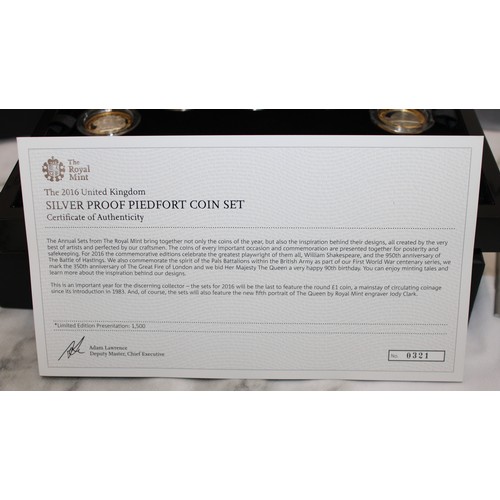 The
Royal
Mint
The 2016 United Kingdom
SILVER PROOF PIEDFORT COIN SET
Certificate of Authenticity
The Annual Sets from The Royal Mint bring together not only the coins of the year, but also the inspiration behind their designs, all created by the very
best of artists and perfected by our craftsmen. The coins of every important occasion and commemoration are presented together for posterity and
safekeeping. For 2016 the commemorative editions celebrate the greatest playwright of them all, William Shakespeare, and the 950th anniversary of
The Battle of Hastings. We also commemorate the spirit of the Pals Battalions within the British Army as part of our First World War centenary series, we
mark the 350th anniversary of The Great Fire of London and we bid Her Majesty The Queen a very happy 90th birthday. You can enjoy minting tales and
learn more about the inspiration behind our designs.
This is an important year for the discerning collector – the sets for 2016 will be the last to feature the round £1 coin, a mainstay of circulating coinage
since its introduction in 1983. And, of course, the sets will also feature the new fifth portrait of The Queen by Royal Mint engraver Jody Clark.
*Limited Edition Presentation: 1,500
Adam Lawrence
Deputy Master, Chief Executive
No. 0321